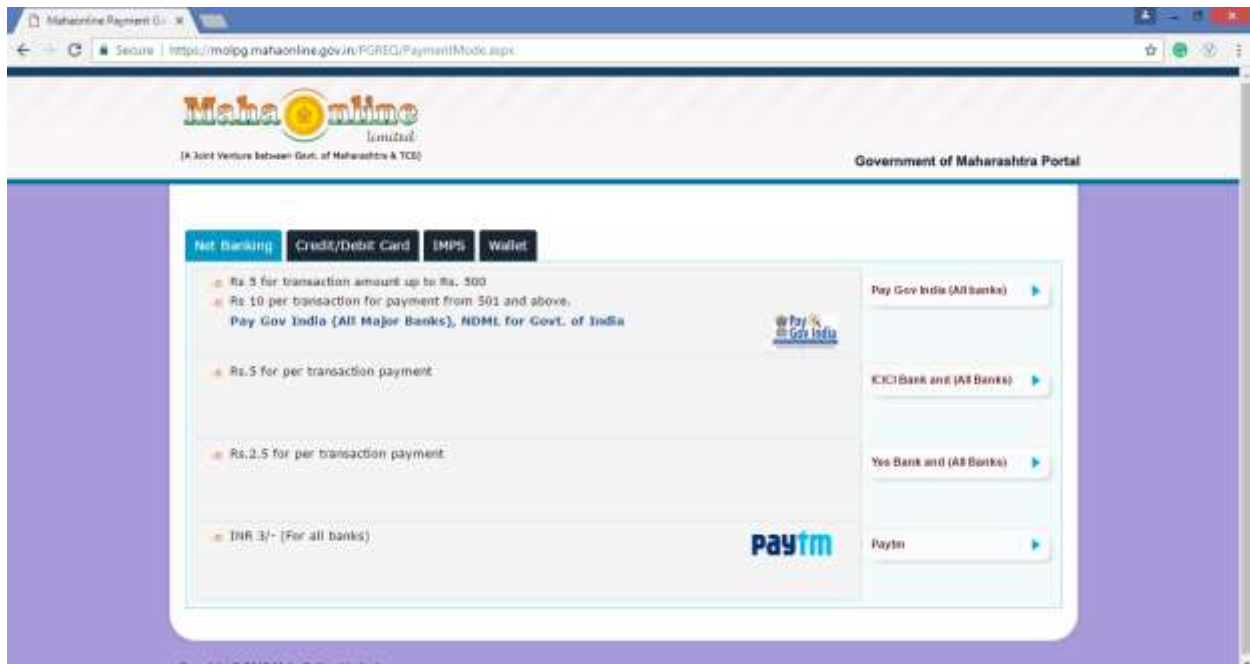 Mahaonline Payment G
Secure | https://molpg.mahaonline.gov.in/PGREQ/PaymentMode.aspx
Maha Online
limited
(A Joint Venture between Govt. of Maharashtra & TCS)
Government of Maharashtra Portal
Net Banking Credit/Debit Card IMPS Wallet
Rs 5 for transaction amount up to Rs. 500
Rs 10 per transaction for payment from 501 and above.
Pay Gov India (All Major Banks), NDML for Govt. of India
Pay
Gov India
Pay Gov India (All banks)
Rs.5 for per transaction payment
ICICI Bank and (All Banks)
Rs.2.5 for per transaction payment
Yes Bank and (All Banks)
INR 3/- (For all banks)
Paytm
Paytm